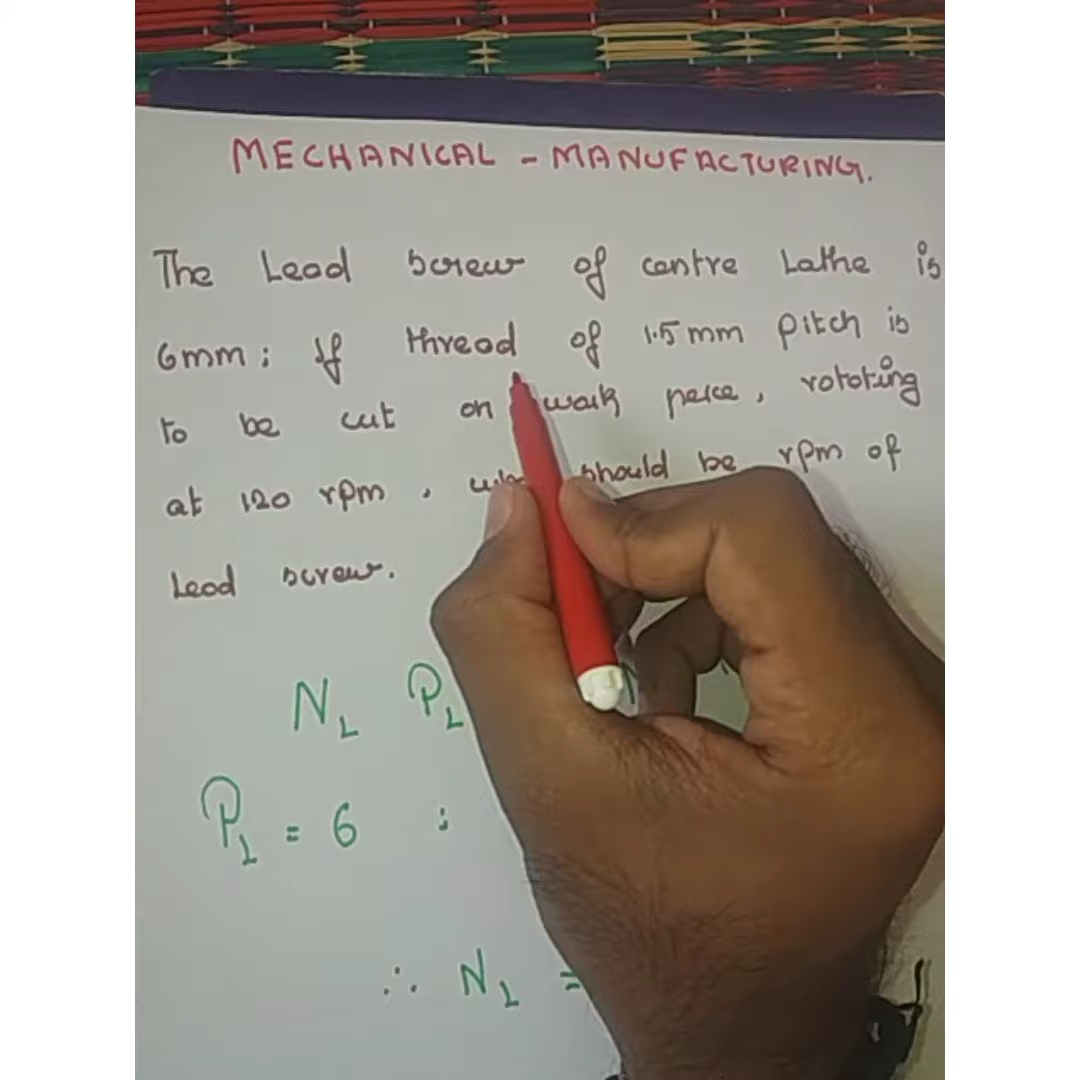 MECHANICAL - MANUFACTURING.
The Lead screw of centre Lathe is
6mm; If thread of 1.5mm Pitch is
to be cut on work peice, rotating
at 120 rpm, should be rpm of
Lead screw.
N_L P_L
P_L = 6 ;
∴ N_L =